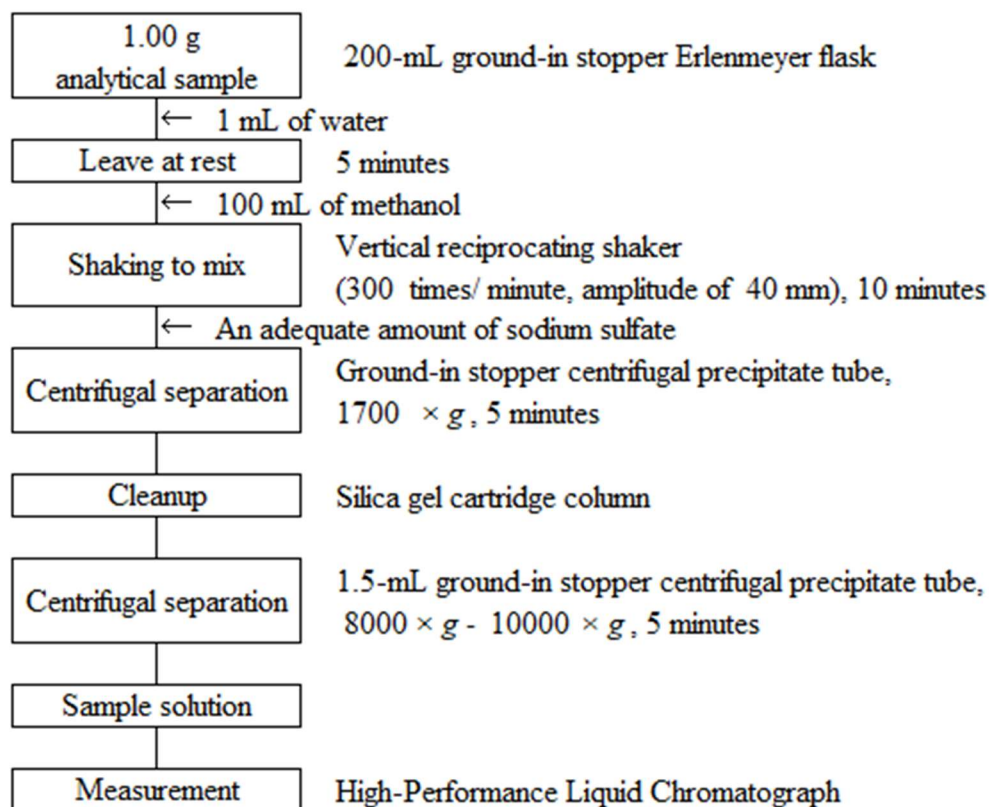 1.00 g
analytical sample
200-mL ground-in stopper Erlenmeyer flask
← 1 mL of water
Leave at rest
5 minutes
← 100 mL of methanol
Shaking to mix
Vertical reciprocating shaker
(300 times/ minute, amplitude of 40 mm), 10 minutes
← An adequate amount of sodium sulfate
Centrifugal separation
Ground-in stopper centrifugal precipitate tube,
1700 × g, 5 minutes
Cleanup
Silica gel cartridge column
Centrifugal separation
1.5-mL ground-in stopper centrifugal precipitate tube,
8000 × g - 10000 × g, 5 minutes
Sample solution
Measurement
High-Performance Liquid Chromatograph